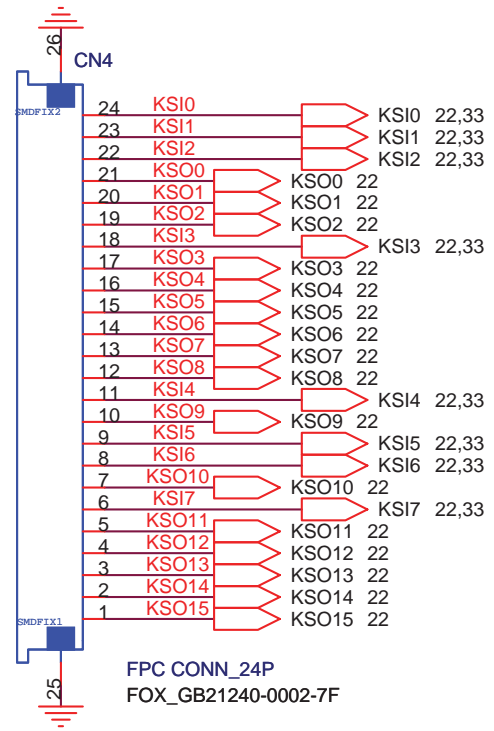 26
CN4
SMDFIX2
24 KSI0 KSI0 22,33
23 KSI1 KSI1 22,33
22 KSI2 KSI2 22,33
21 KSO0 KSO0 22
20 KSO1 KSO1 22
19 KSO2 KSO2 22
18 KSI3 KSI3 22,33
17 KSO3 KSO3 22
16 KSO4 KSO4 22
15 KSO5 KSO5 22
14 KSO6 KSO6 22
13 KSO7 KSO7 22
12 KSO8 KSO8 22
11 KSI4 KSI4 22,33
10 KSO9 KSO9 22
9 KSI5 KSI5 22,33
8 KSI6 KSI6 22,33
7 KSO10 KSO10 22
6 KSI7 KSI7 22,33
5 KSO11 KSO11 22
4 KSO12 KSO12 22
3 KSO13 KSO13 22
2 KSO14 KSO14 22
1 KSO15 KSO15 22
SMDFIX1
25
FPC CONN_24P
FOX_GB21240-0002-7F